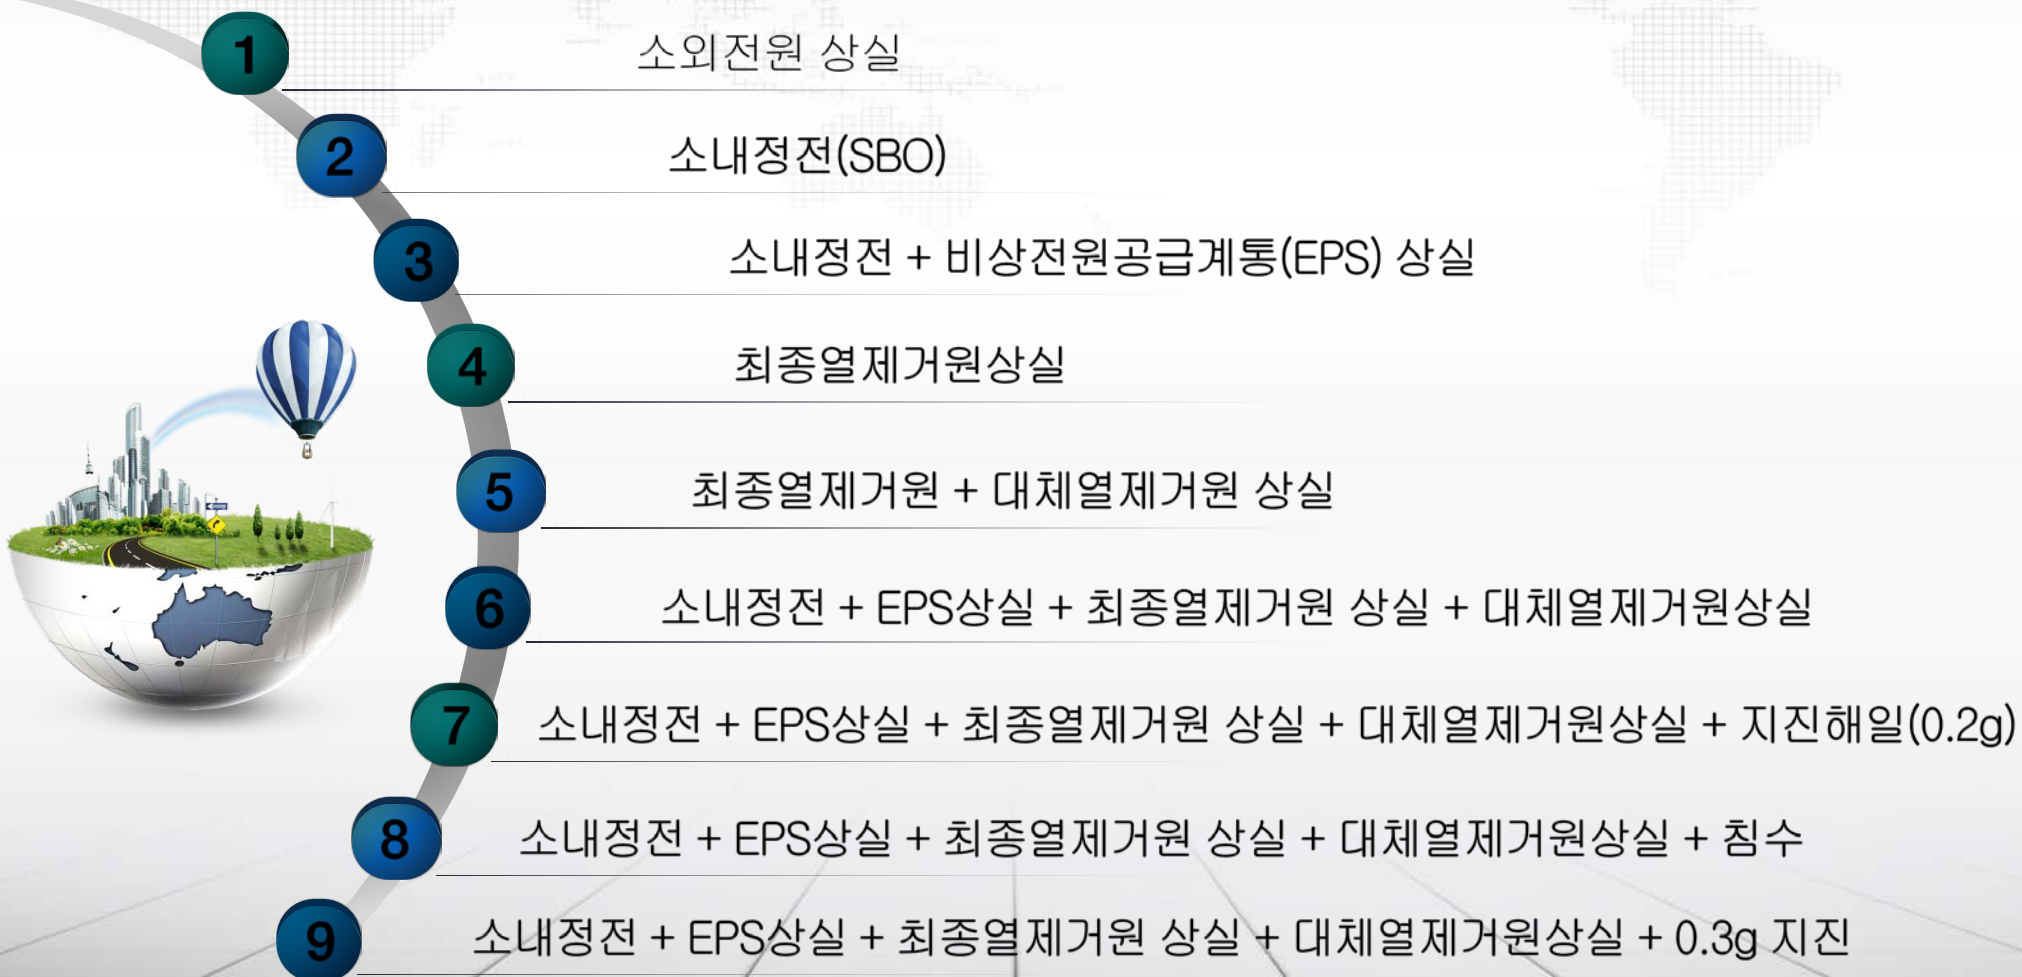 1 소외전원 상실
2 소내정전(SBO)
3 소내정전 + 비상전원공급계통(EPS) 상실
4 최종열제거원상실
5 최종열제거원 + 대체열제거원 상실
6 소내정전 + EPS상실 + 최종열제거원 상실 + 대체열제거원상실
7 소내정전 + EPS상실 + 최종열제거원 상실 + 대체열제거원상실 + 지진해일(0.2g)
8 소내정전 + EPS상실 + 최종열제거원 상실 + 대체열제거원상실 + 침수
9 소내정전 + EPS상실 + 최종열제거원 상실 + 대체열제거원상실 + 0.3g 지진